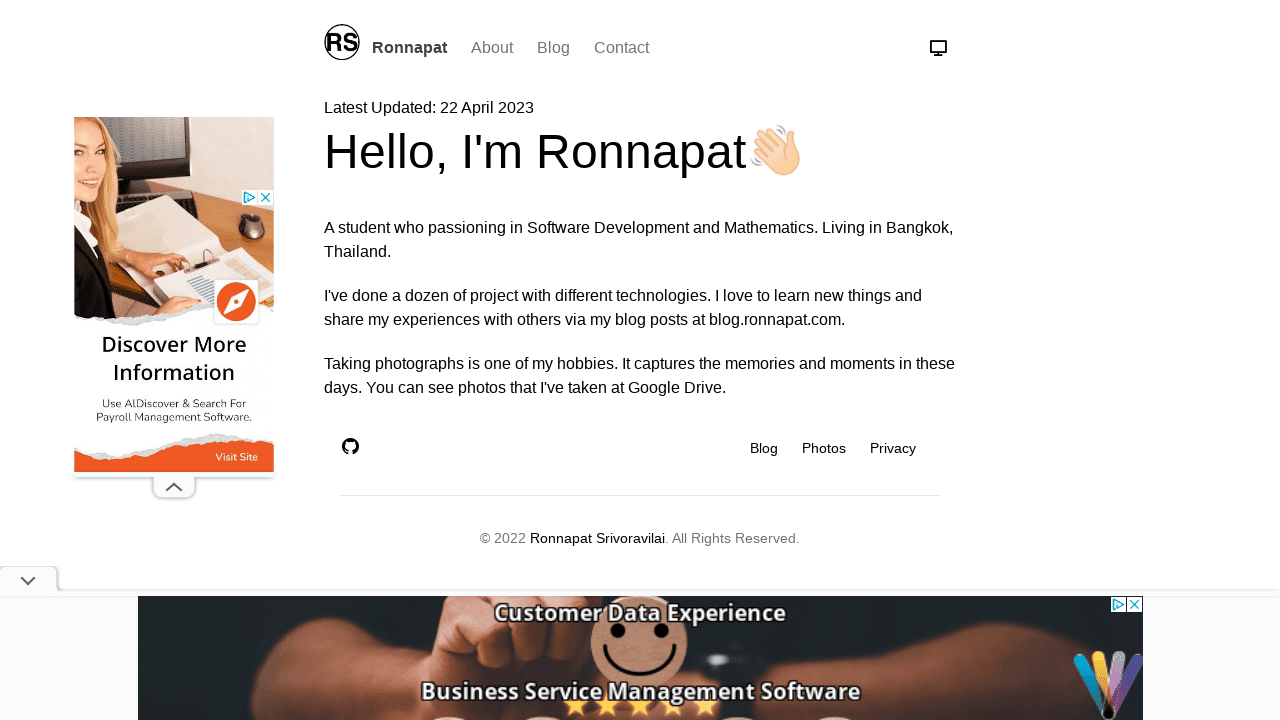 RS Ronnapat About Blog Contact
Latest Updated: 22 April 2023
Hello, I'm Ronnapat👋🏻
A student who passioning in Software Development and Mathematics. Living in Bangkok,
Thailand.
I've done a dozen of project with different technologies. I love to learn new things and
share my experiences with others via my blog posts at blog.ronnapat.com.
Taking photographs is one of my hobbies. It captures the memories and moments in these
days. You can see photos that I've taken at Google Drive.
Blog Photos Privacy
© 2022 Ronnapat Srivoravilai. All Rights Reserved.
Discover More
Information
Use AlDiscover & Search For
Payroll Management Software.
Visit Site
Customer Data Experience
Business Service Management Software